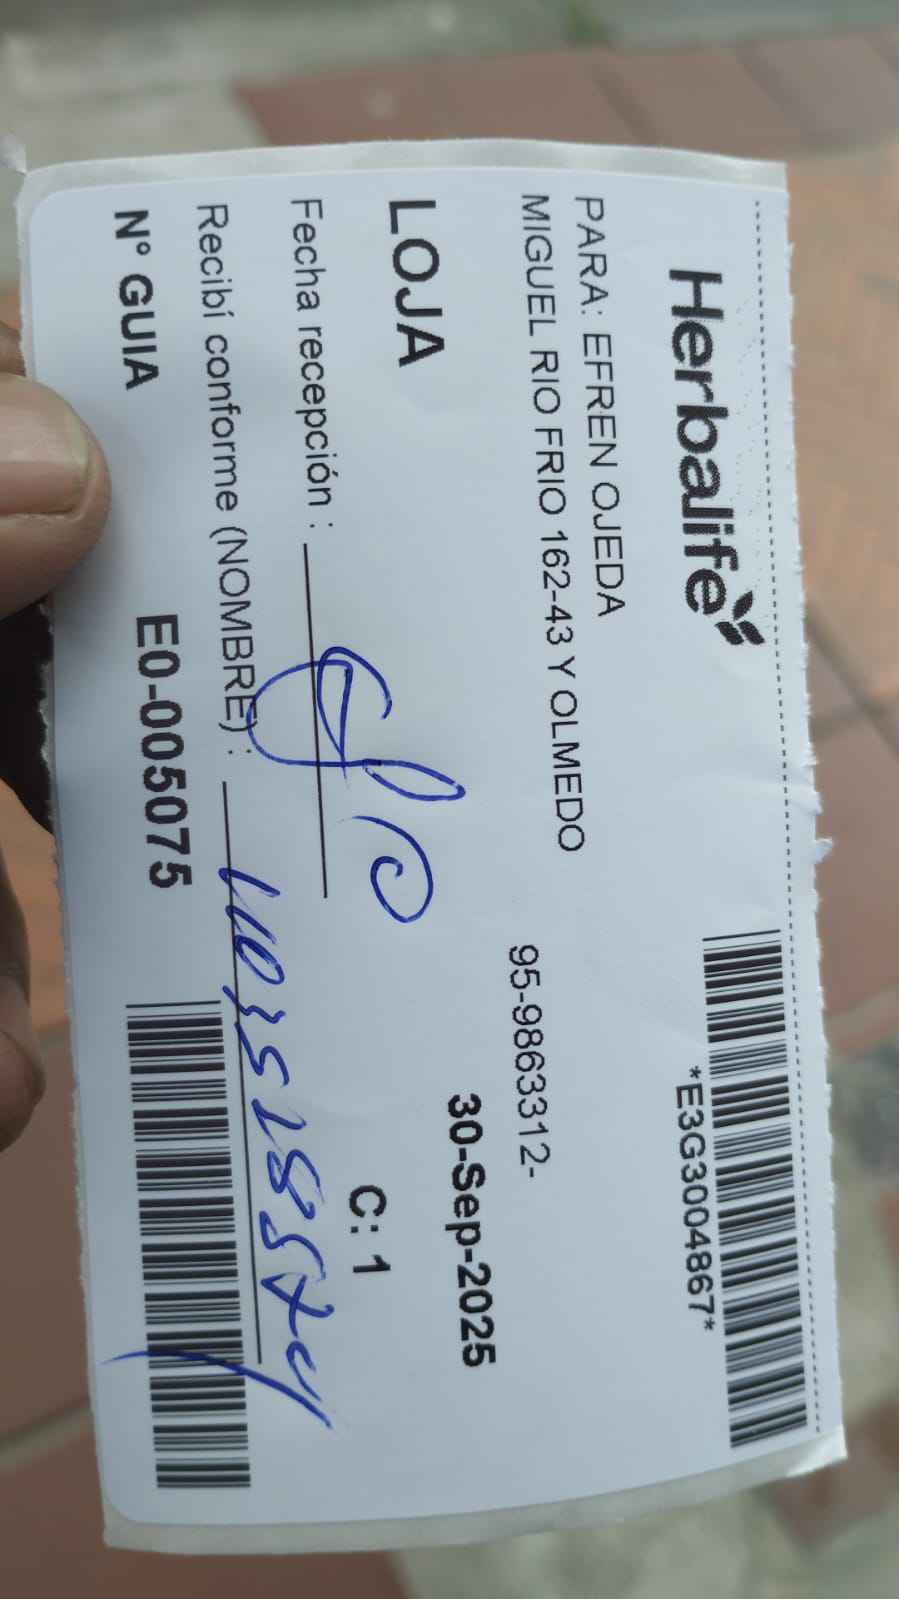 Herbalife
*E3G3004867*
PARA: EFREN OJEDA
MIGUEL RIO FRIO 162-43 Y OLMEDO
95-9863312-
30-Sep-2025
LOJA
C: 1
Fecha recepción :
Recibí conforme (NOMBRE) :
N° GUIA E0-005075